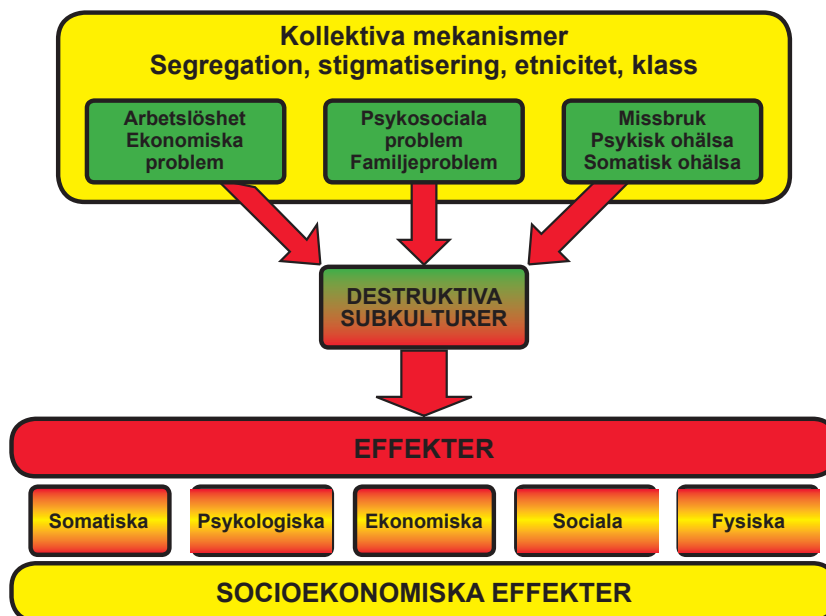 Kollektiva mekanismer
Segregation, stigmatisering, etnicitet, klass
Arbetslöshet
Ekonomiska
problem
Psykosociala
problem
Familjeproblem
Missbruk
Psykisk ohälsa
Somatisk ohälsa
DESTRUKTIVA
SUBKULTURER
EFFEKTER
Somatiska
Psykologiska
Ekonomiska
Sociala
Fysiska
SOCIOEKONOMISKA EFFEKTER